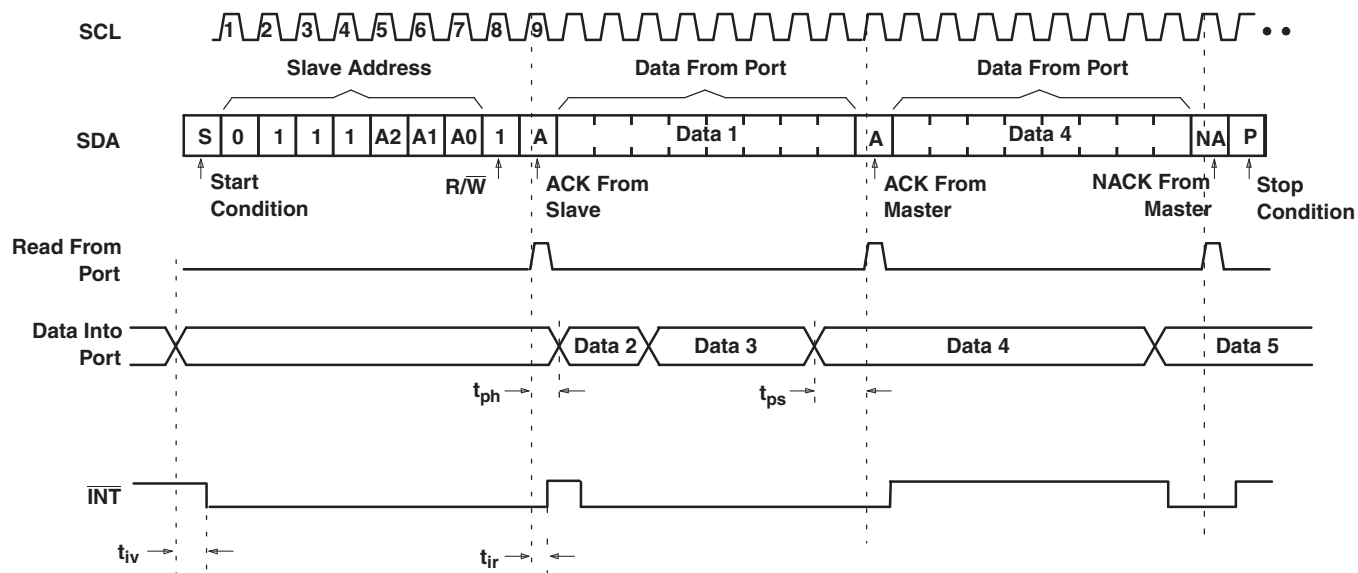 SCL 1 2 3 4 5 6 7 8 9
Slave Address Data From Port Data From Port
SDA S 0 1 1 1 A2 A1 A0 1 A Data 1 A Data 4 NA P
Start Condition
R/W̅
ACK From Slave
ACK From Master
NACK From Master
Stop Condition
Read From Port
Data Into Port Data 2 Data 3 Data 4 Data 5
tph tps
I̅N̅T̅
tiv tir